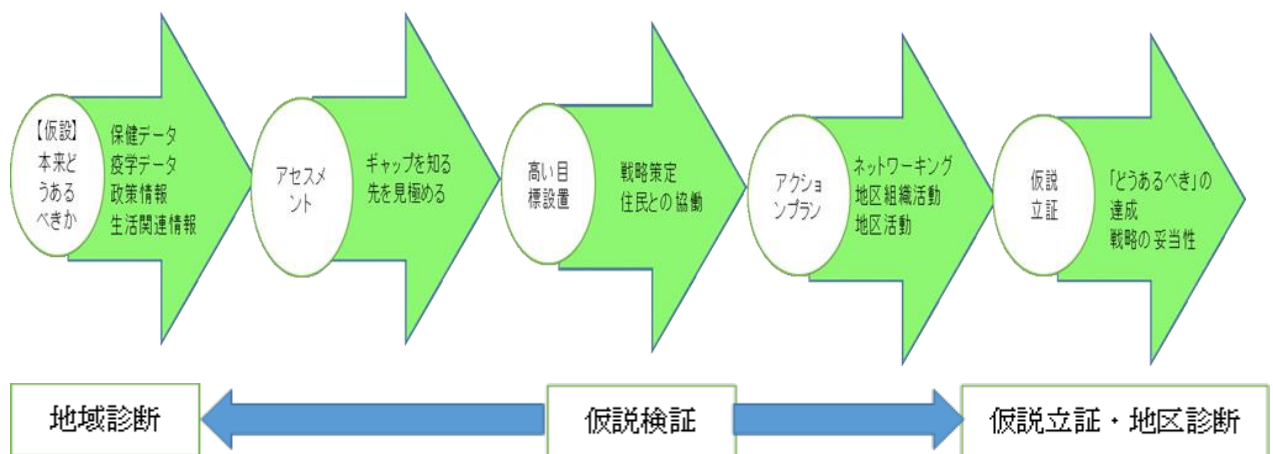 【仮設】
本来ど
うある
べきか
保健データ
疫学データ
政策情報
生活関連情報
アセスメ
ント
ギャップを知る
先を見極める
高い目
標設置
戦略策定
住民との協働
アクショ
ンプラン
ネットワーキング
地区組織活動
地区活動
仮説
立証
「どうあるべき」の
達成
戦略の妥当性
地域診断
仮説検証
仮説立証・地区診断